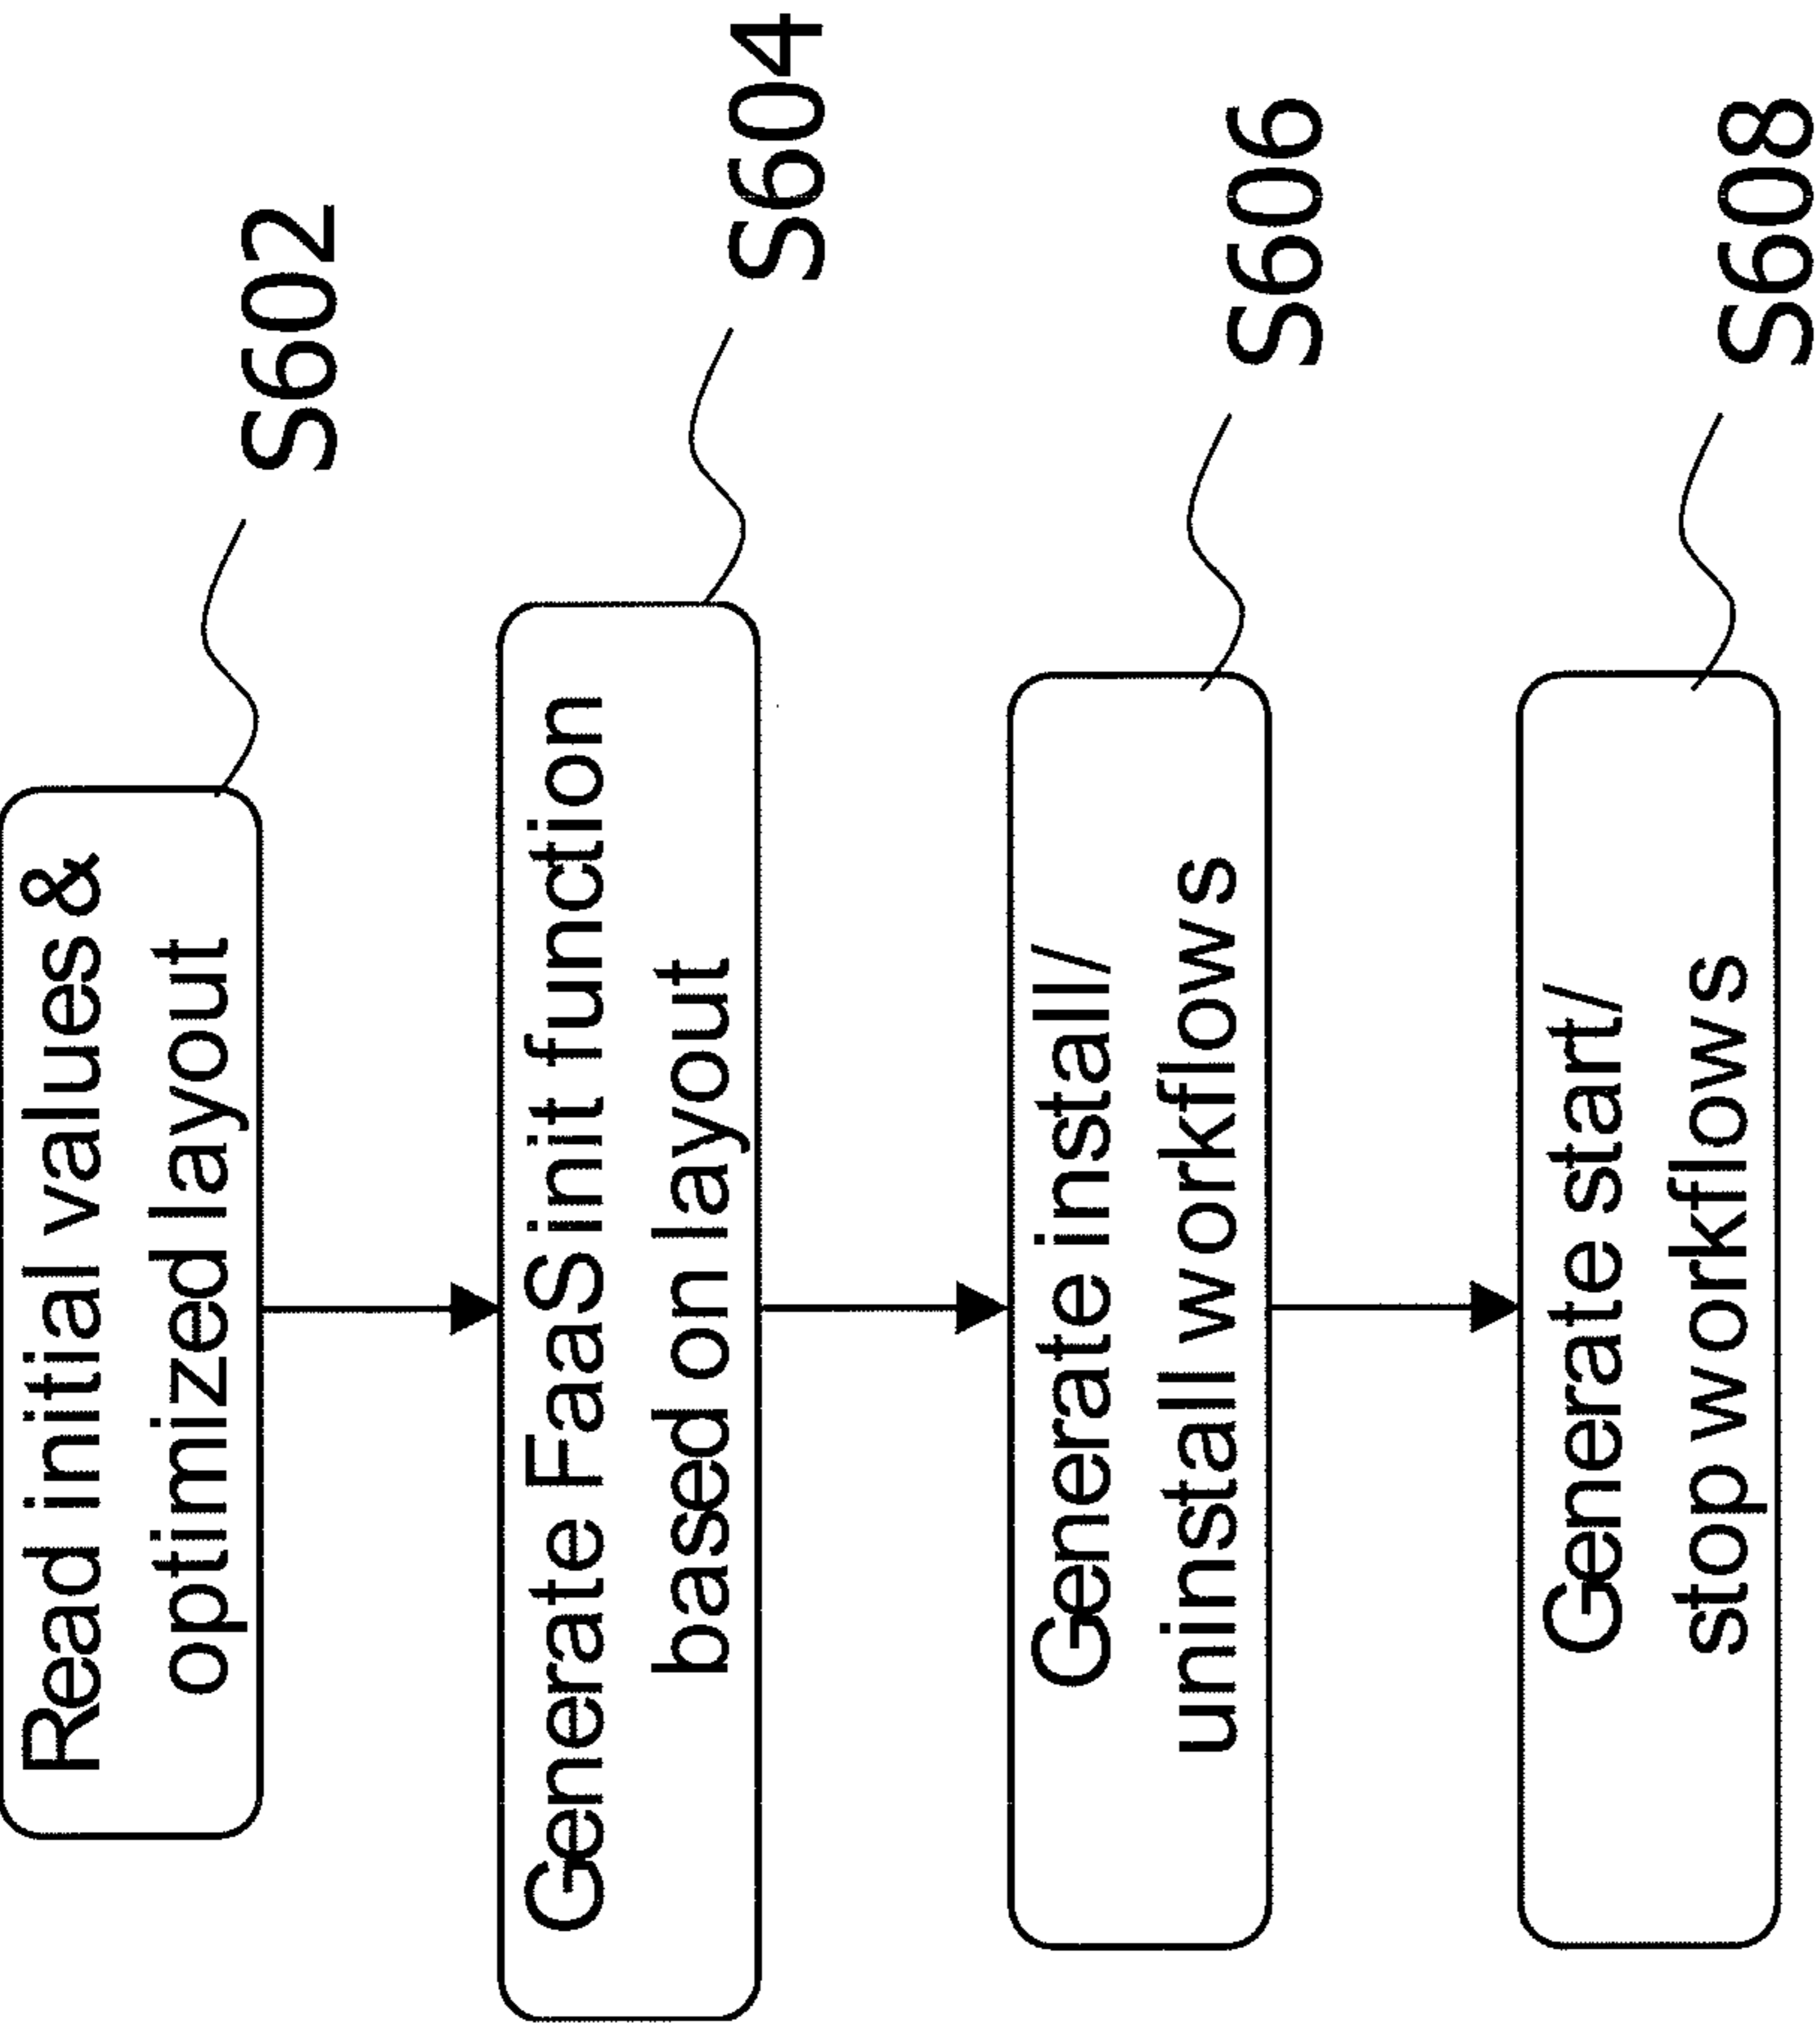 Read initial values &
optimized layout
S602
Generate FaaS init function
based on layout
S604
Generate install/
uninstall workflows
S606
Generate start/
stop workflows
S608